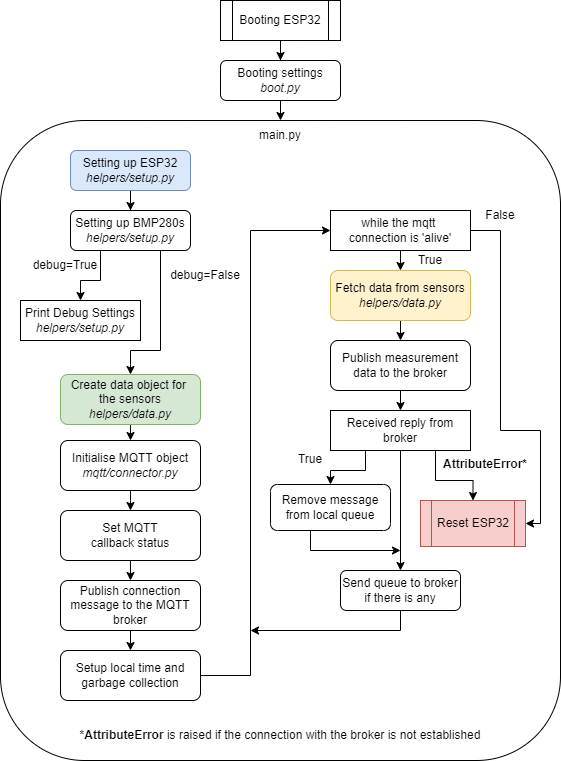 Booting ESP32
Booting settings
boot.py
main.py
Setting up ESP32
helpers/setup.py
Setting up BMP280s
helpers/setup.py
debug=True
debug=False
Print Debug Settings
helpers/setup.py
Create data object for
the sensors
helpers/data.py
Initialise MQTT object
mqtt/connector.py
Set MQTT
callback status
Publish connection
message to the MQTT
broker
Setup local time and
garbage collection
while the mqtt
connection is 'alive'
False
True
Fetch data from sensors
helpers/data.py
Publish measurement
data to the broker
Received reply from
broker
True
AttributeError*
Remove message
from local queue
Reset ESP32
Send queue to broker
if there is any
*AttributeError is raised if the connection with the broker is not established